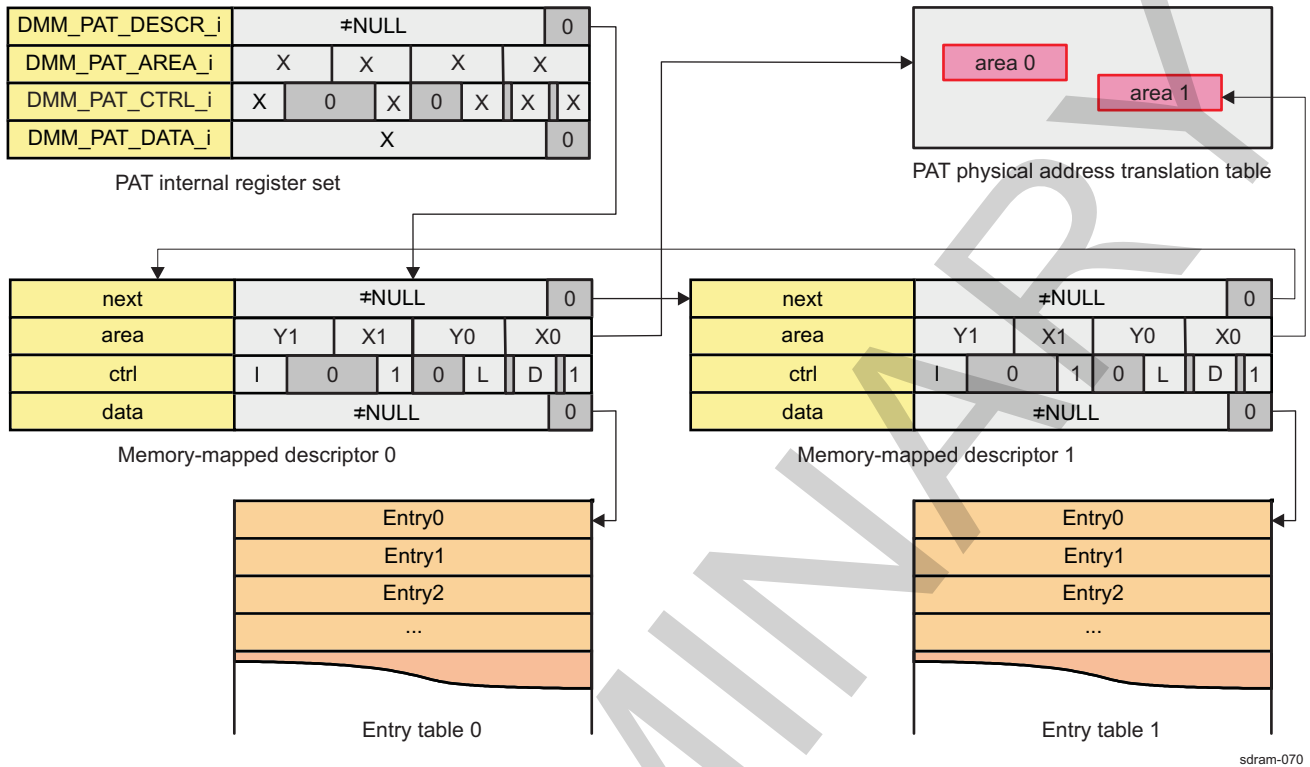 DMM_PAT_DESCR_i ≠NULL 0
DMM_PAT_AREA_i X X X X
DMM_PAT_CTRL_i X 0 X 0 X X X
DMM_PAT_DATA_i X 0
PAT internal register set
area 0
area 1
PAT physical address translation table
next ≠NULL 0
area Y1 X1 Y0 X0
ctrl I 0 1 0 L D 1
data ≠NULL 0
Memory-mapped descriptor 0
next ≠NULL 0
area Y1 X1 Y0 X0
ctrl I 0 1 0 L D 1
data ≠NULL 0
Memory-mapped descriptor 1
Entry0
Entry1
Entry2
...
Entry table 0
Entry0
Entry1
Entry2
...
Entry table 1
sdram-070
MINARY